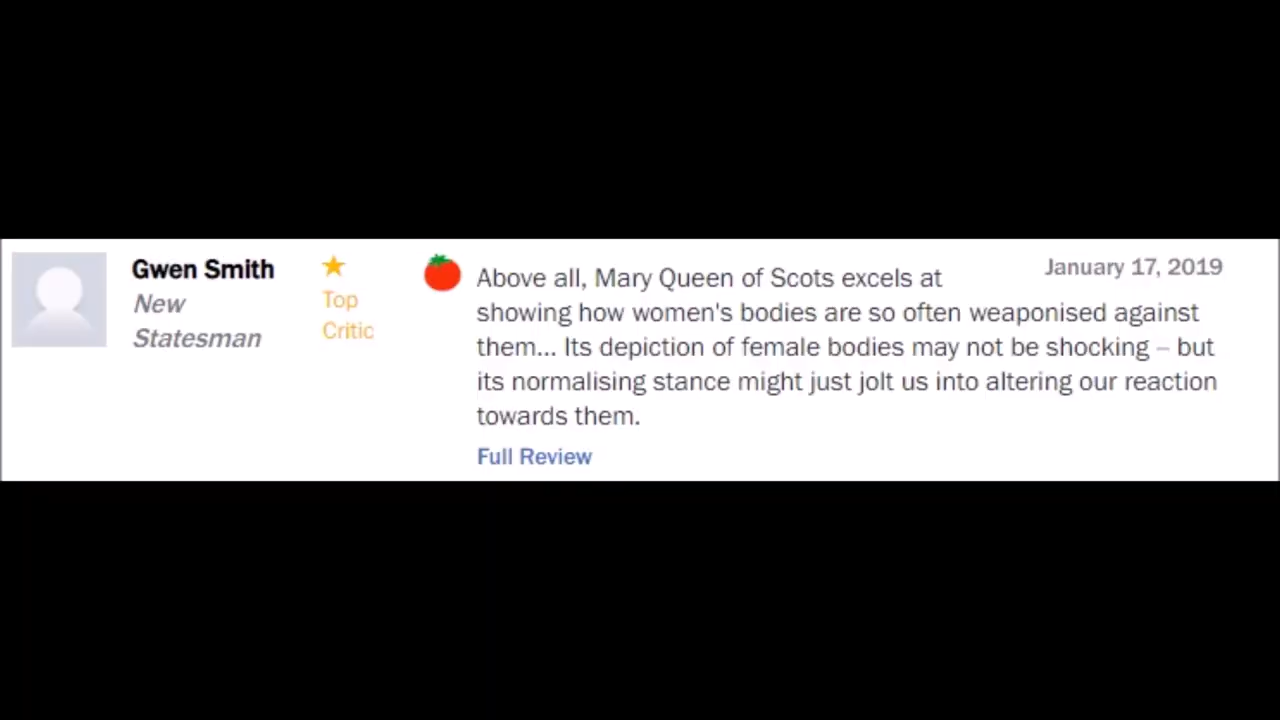 Gwen Smith
New
Statesman
Top
Critic
January 17, 2019
Above all, Mary Queen of Scots excels at
showing how women's bodies are so often weaponised against
them... Its depiction of female bodies may not be shocking – but
its normalising stance might just jolt us into altering our reaction
towards them.
Full Review